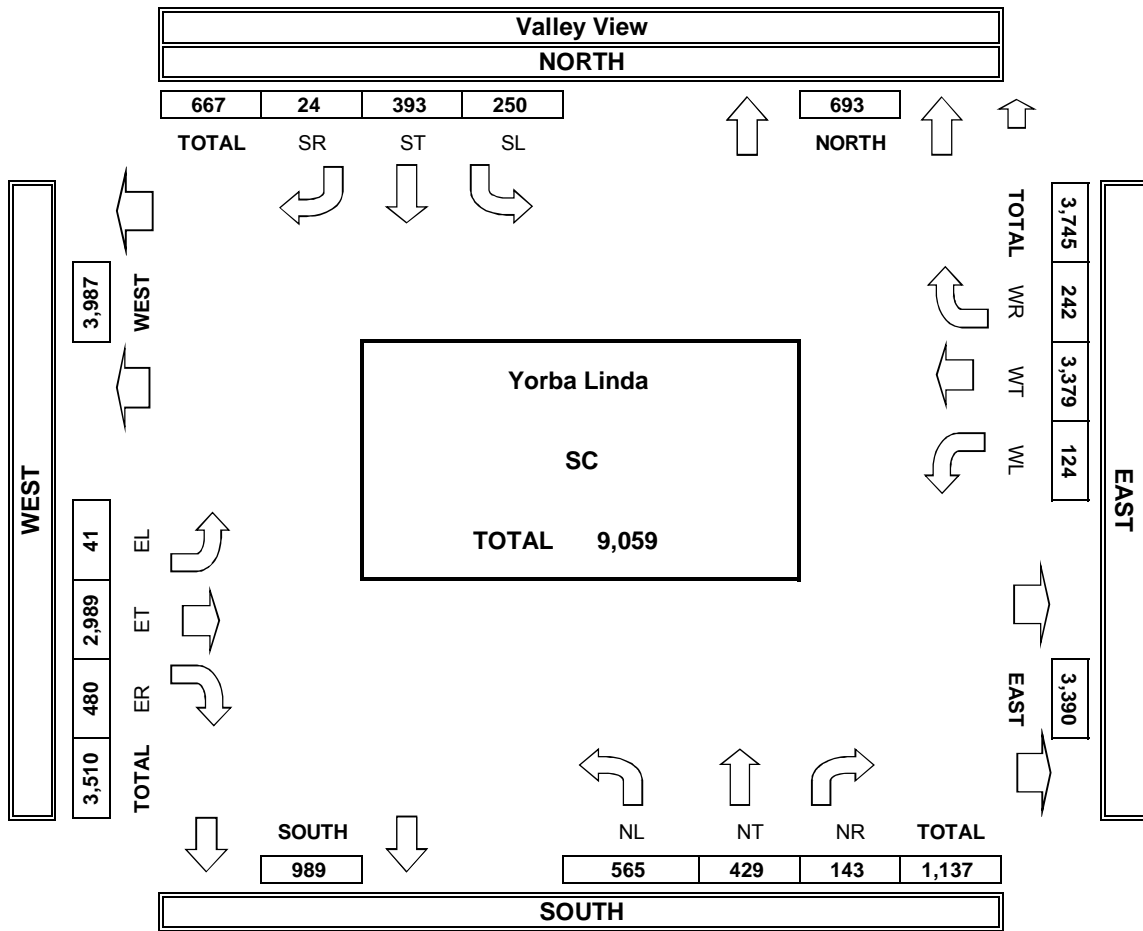 Valley View
NORTH
667 24 393 250
TOTAL SR ST SL
693
NORTH
WEST
3,987
WEST
3,745 242 3,379 124
TOTAL WR WT WL
EAST
Yorba Linda
SC
TOTAL 9,059
3,510 480 2,989 41
TOTAL ER ET EL
EAST
3,390
SOUTH
989
NL NT NR TOTAL
565 429 143 1,137
SOUTH